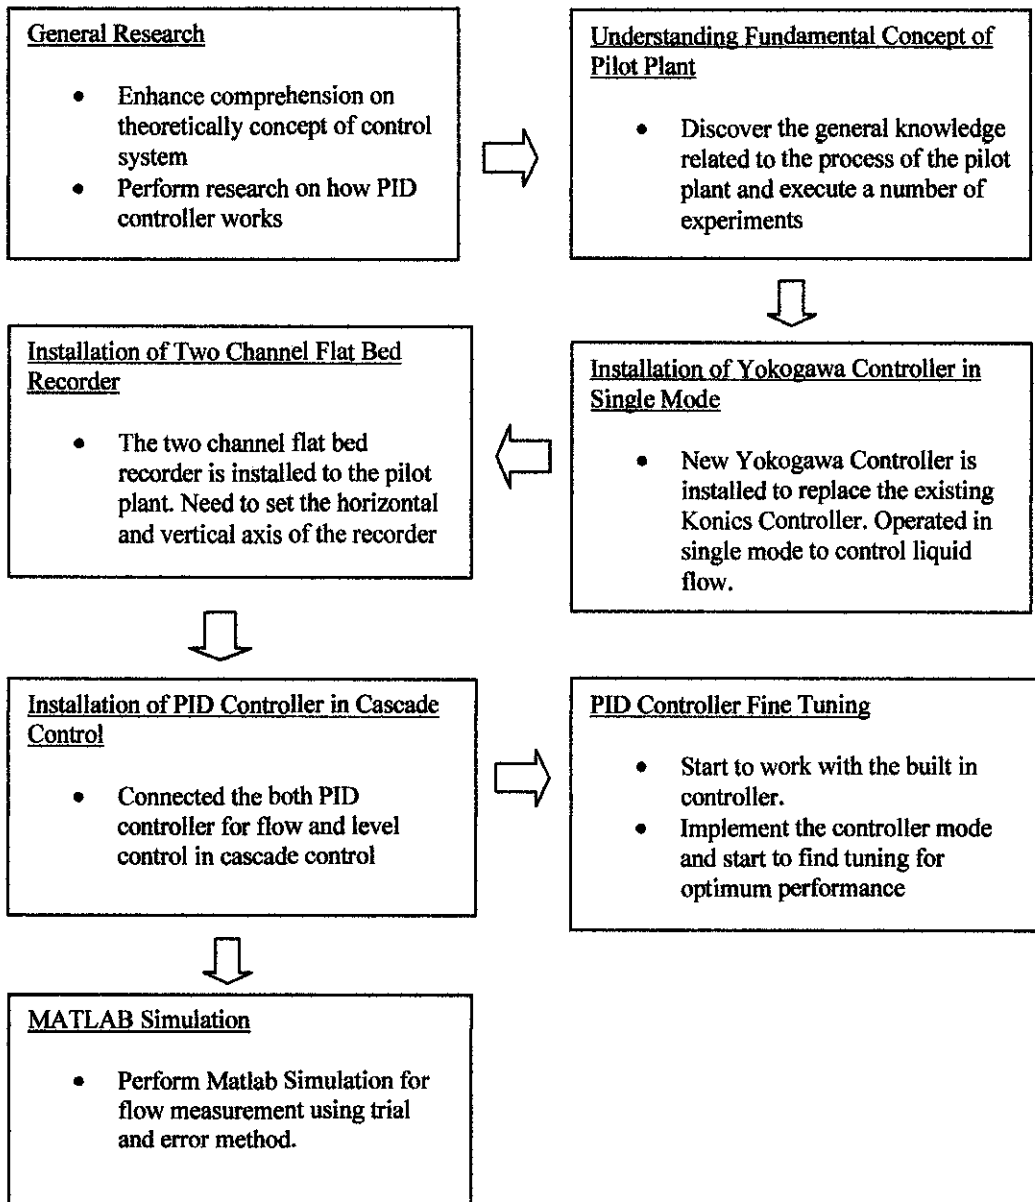 General Research
• Enhance comprehension on
theoretically concept of control
system
• Perform research on how PID
controller works
Understanding Fundamental Concept of
Pilot Plant
• Discover the general knowledge
related to the process of the pilot
plant and execute a number of
experiments
Installation of Yokogawa Controller in
Single Mode
• New Yokogawa Controller is
installed to replace the existing
Konics Controller. Operated in
single mode to control liquid
flow.
Installation of Two Channel Flat Bed
Recorder
• The two channel flat bed
recorder is installed to the pilot
plant. Need to set the horizontal
and vertical axis of the recorder
Installation of PID Controller in Cascade
Control
• Connected the both PID
controller for flow and level
control in cascade control
PID Controller Fine Tuning
• Start to work with the built in
controller.
• Implement the controller mode
and start to find tuning for
optimum performance
MATLAB Simulation
• Perform Matlab Simulation for
flow measurement using trial
and error method.